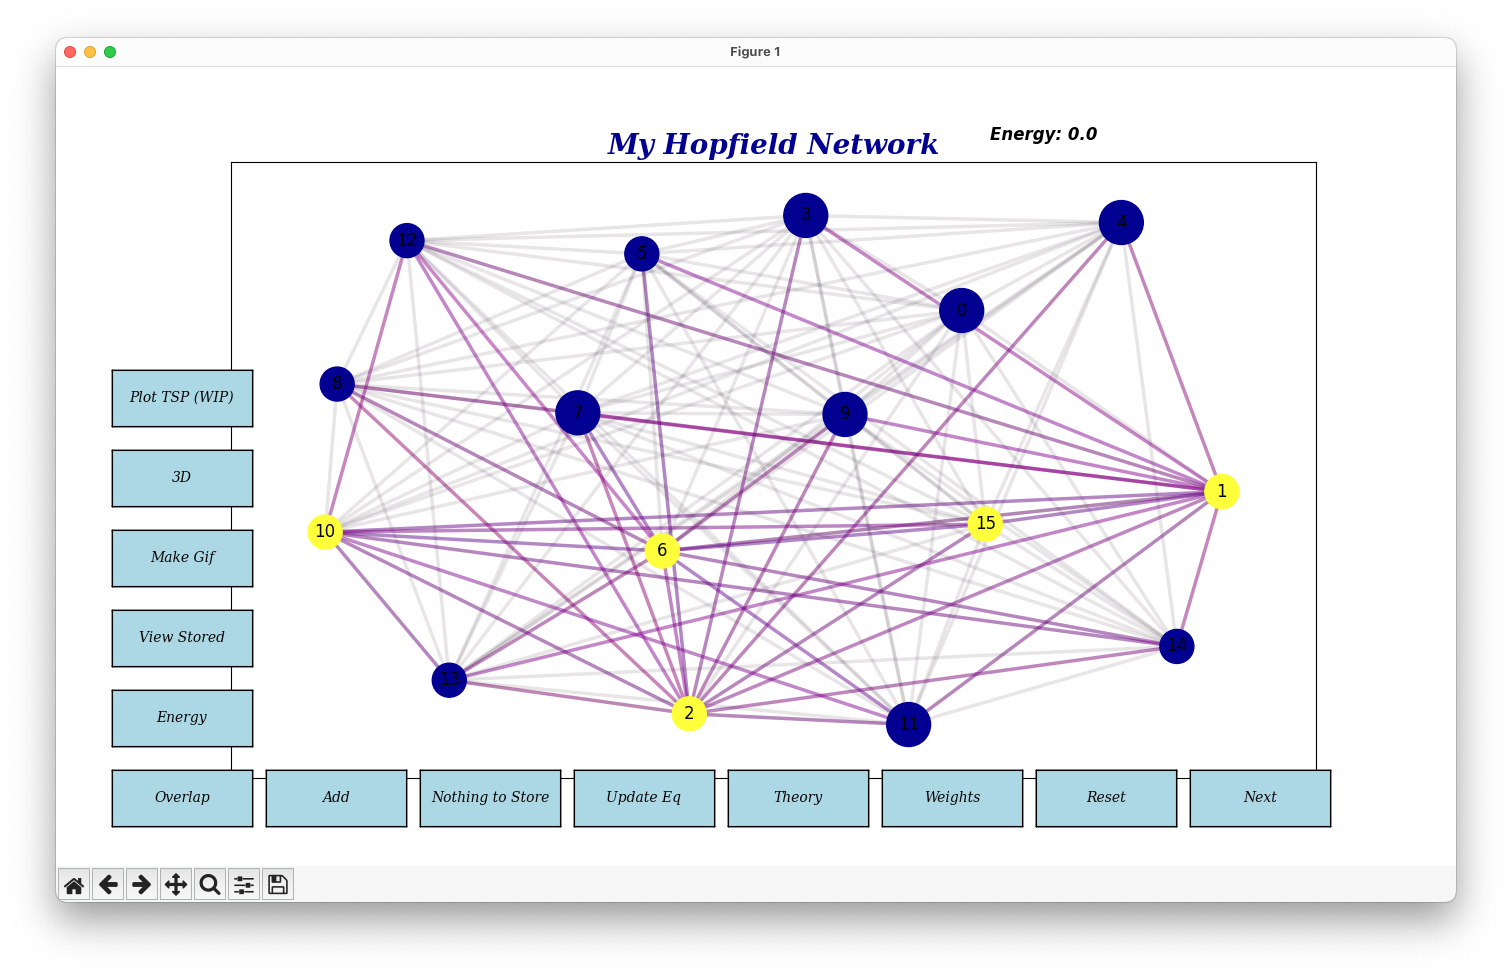 Figure 1
My Hopfield Network
Energy: 0.0
3
4
12
5
0
8
7
9
Plot TSP (WIP)
3D
1
15
10
6
Make Gif
View Stored
14
13
2
11
Energy
Overlap
Add
Nothing to Store
Update Eq
Theory
Weights
Reset
Next